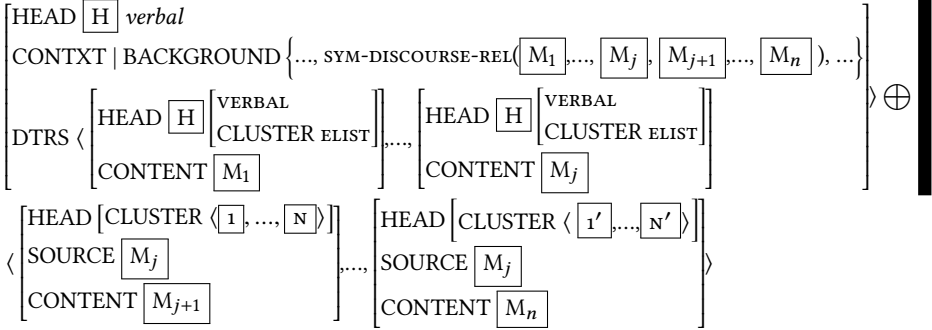 HEAD H verbal
CONTXT | BACKGROUND {..., SYM-DISCOURSE-REL( M1 ,..., Mj , Mj+1 ,..., Mn ), ...}
DTRS ⟨ [HEAD H [VERBAL CLUSTER ELIST] CONTENT M1 ],..., [HEAD H [VERBAL CLUSTER ELIST] CONTENT Mj ] ⟩ ⊕
⟨ [HEAD [CLUSTER ⟨ 1 , ..., N ⟩] SOURCE Mj CONTENT Mj+1 ],..., [HEAD [CLUSTER ⟨ 1′ ,..., N′ ⟩] SOURCE Mj CONTENT Mn ] ⟩